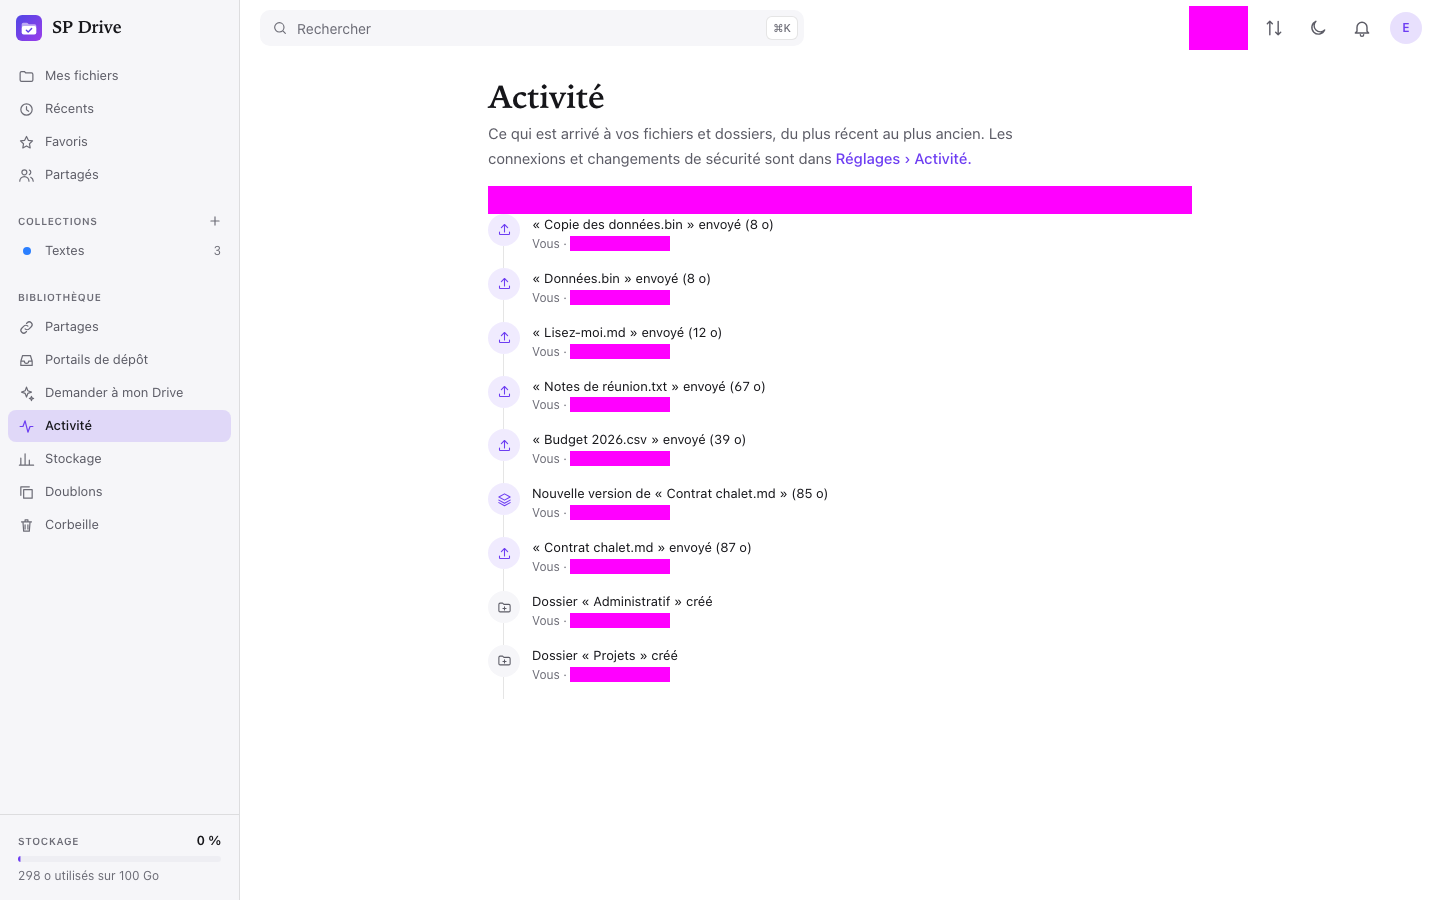 SP Drive
Rechercher
⌘K
E
Mes fichiers
Récents
Favoris
Partagés
COLLECTIONS
Textes
3
BIBLIOTHÈQUE
Partages
Portails de dépôt
Demander à mon Drive
Activité
Stockage
Doublons
Corbeille
STOCKAGE
0 %
298 o utilisés sur 100 Go
Activité
Ce qui est arrivé à vos fichiers et dossiers, du plus récent au plus ancien. Les
connexions et changements de sécurité sont dans Réglages › Activité.
« Copie des données.bin » envoyé (8 o)
Vous ·
« Données.bin » envoyé (8 o)
Vous ·
« Lisez-moi.md » envoyé (12 o)
Vous ·
« Notes de réunion.txt » envoyé (67 o)
Vous ·
« Budget 2026.csv » envoyé (39 o)
Vous ·
Nouvelle version de « Contrat chalet.md » (85 o)
Vous ·
« Contrat chalet.md » envoyé (87 o)
Vous ·
Dossier « Administratif » créé
Vous ·
Dossier « Projets » créé
Vous ·